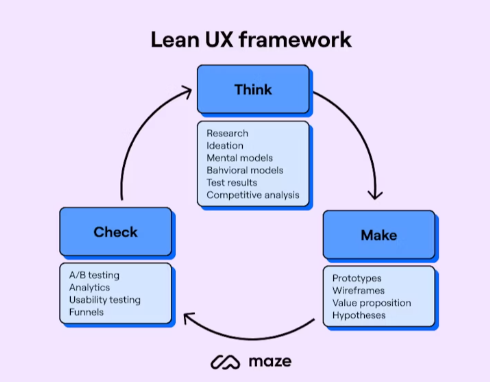 Lean UX framework
Think
Research
Ideation
Mental models
Bahvioral models
Test results
Competitive analysis
Make
Prototypes
Wireframes
Value proposition
Hypotheses
Check
A/B testing
Analytics
Usability testing
Funnels
maze